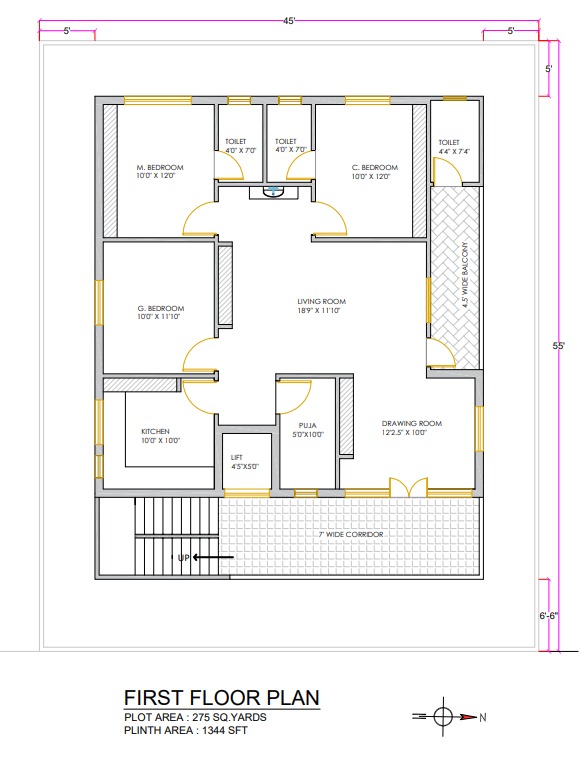 45'
5'
5'
5'
TOILET
4'0" X 7'0"
TOILET
4'0" X 7'0"
TOILET
4'4" X 7'4"
M. BEDROOM
10'0" X 12'0"
C. BEDROOM
10'0" X 12'0"
4.5' WIDE BALCONY
G. BEDROOM
10'0" X 11'10"
LIVING ROOM
18'9" X 11'10"
55'
KITCHEN
10'0" X 10'0"
PUJA
5'0"X10'0"
DRAWING ROOM
12'2.5" X 10'0"
LIFT
4'5"X5'0"
7' WIDE CORRIDOR
UP
6'-6"
FIRST FLOOR PLAN
PLOT AREA : 275 SQ.YARDS
PLINTH AREA : 1344 SFT
N